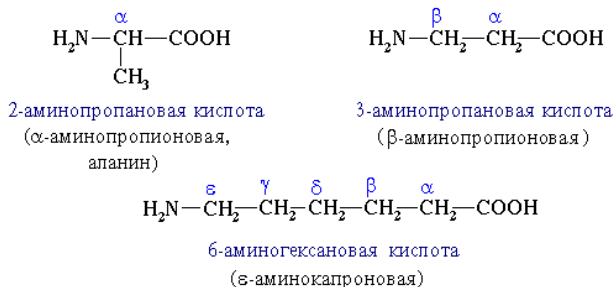 α
H₂N—CH—COOH
CH₃
2-аминопропановая кислота
(α-аминопропионовая,
аланин)
β α
H₂N—CH₂—CH₂—COOH
3-аминопропановая кислота
(β-аминопропионовая)
ε γ δ β α
H₂N—CH₂—CH₂—CH₂—CH₂—CH₂—COOH
6-аминогексановая кислота
(ε-аминокапроновая)